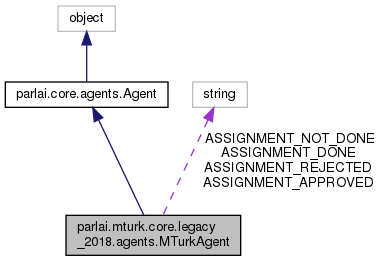 object
parlai.core.agents.Agent
string
ASSIGNMENT_NOT_DONE
ASSIGNMENT_DONE
ASSIGNMENT_REJECTED
ASSIGNMENT_APPROVED
parlai.mturk.core.legacy
_2018.agents.MTurkAgent